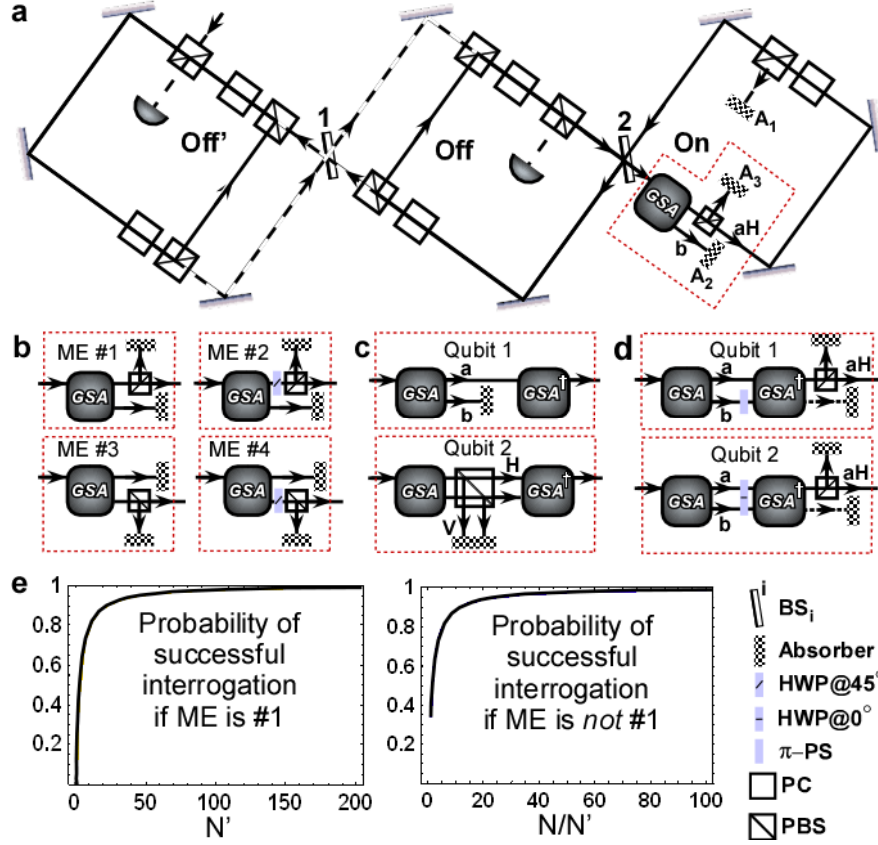 a
1
2
Off'
Off
On
A1
A3
GSA
aH
b
A2
b
ME #1
ME #2
GSA
GSA
ME #3
ME #4
GSA
GSA
c
Qubit 1
a
GSA
GSA†
b
Qubit 2
H
GSA
GSA†
V
d
Qubit 1
a
aH
GSA
GSA†
b
Qubit 2
a
aH
GSA
GSA†
b
e
1
0.8
0.6
0.4
0.2
Probability of
successful
interrogation
if ME is #1
0 50 100 150 200
N'
1
0.8
0.6
0.4
0.2
Probability of
successful
interrogation
if ME is not #1
0 20 40 60 80 100
N/N'
i
BSi
Absorber
HWP@45°
HWP@0°
π–PS
PC
PBS